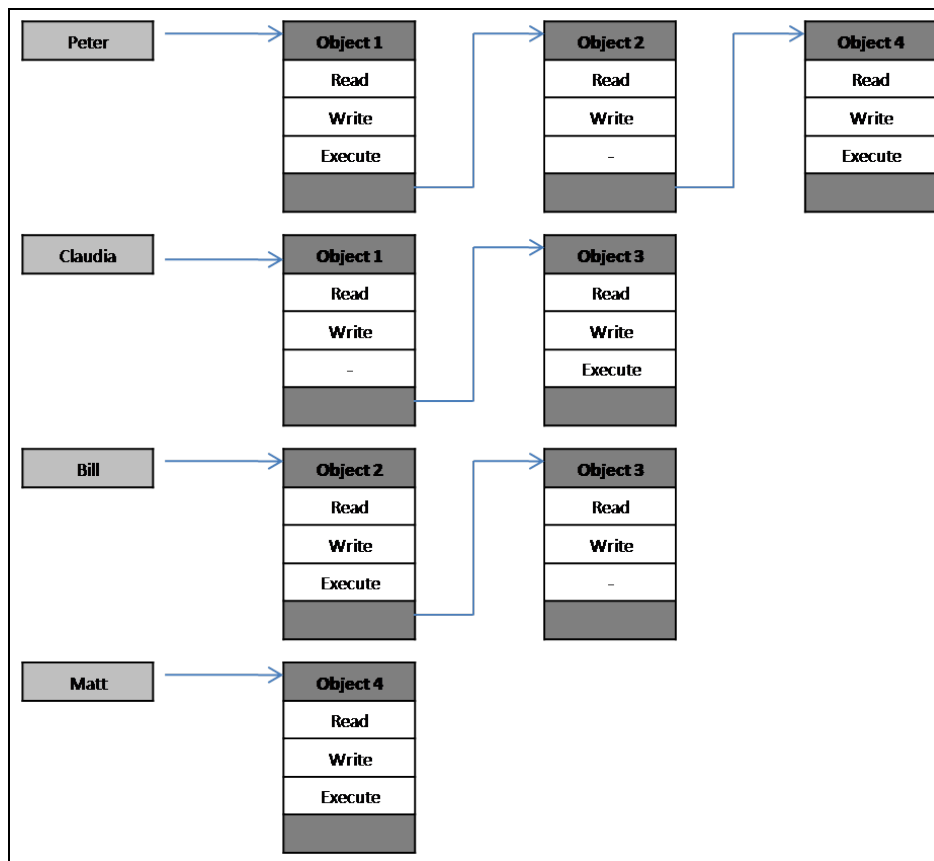 Peter
Object 1
Object 2
Object 4
Read
Read
Read
Write
Write
Write
Execute
-
Execute
Claudia
Object 1
Object 3
Read
Read
Write
Write
-
Execute
Bill
Object 2
Object 3
Read
Read
Write
Write
Execute
-
Matt
Object 4
Read
Write
Execute